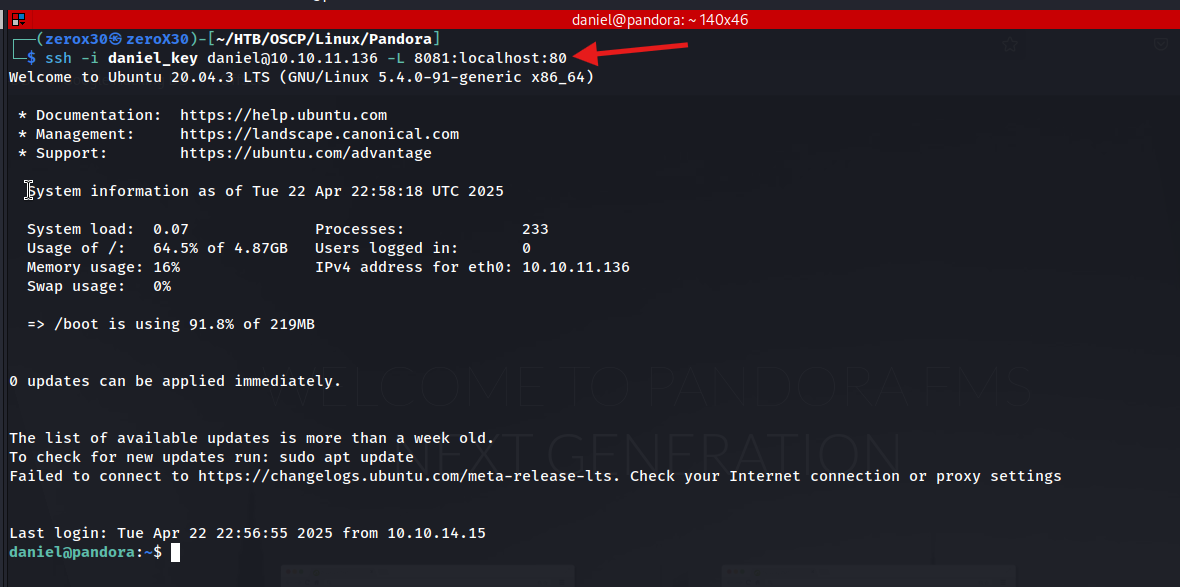 daniel@pandora: ~ 140x46
┌──(zerox30㉿zeroX30)-[~/HTB/OSCP/Linux/Pandora]
└─$ ssh -i daniel_key daniel@10.10.11.136 -L 8081:localhost:80
Welcome to Ubuntu 20.04.3 LTS (GNU/Linux 5.4.0-91-generic x86_64)
* Documentation:  https://help.ubuntu.com
* Management:     https://landscape.canonical.com
* Support:        https://ubuntu.com/advantage
System information as of Tue 22 Apr 22:58:18 UTC 2025
System load:  0.07              Processes:             233
Usage of /:   64.5% of 4.87GB   Users logged in:       0
Memory usage: 16%               IPv4 address for eth0: 10.10.11.136
Swap usage:   0%
=> /boot is using 91.8% of 219MB
0 updates can be applied immediately.
WELCOME TO PANDORA FMS
The list of available updates is more than a week old.
To check for new updates run: sudo apt update
NEXT GENERATION
Failed to connect to https://changelogs.ubuntu.com/meta-release-lts. Check your Internet connection or proxy settings
Last login: Tue Apr 22 22:56:55 2025 from 10.10.14.15
daniel@pandora:~$